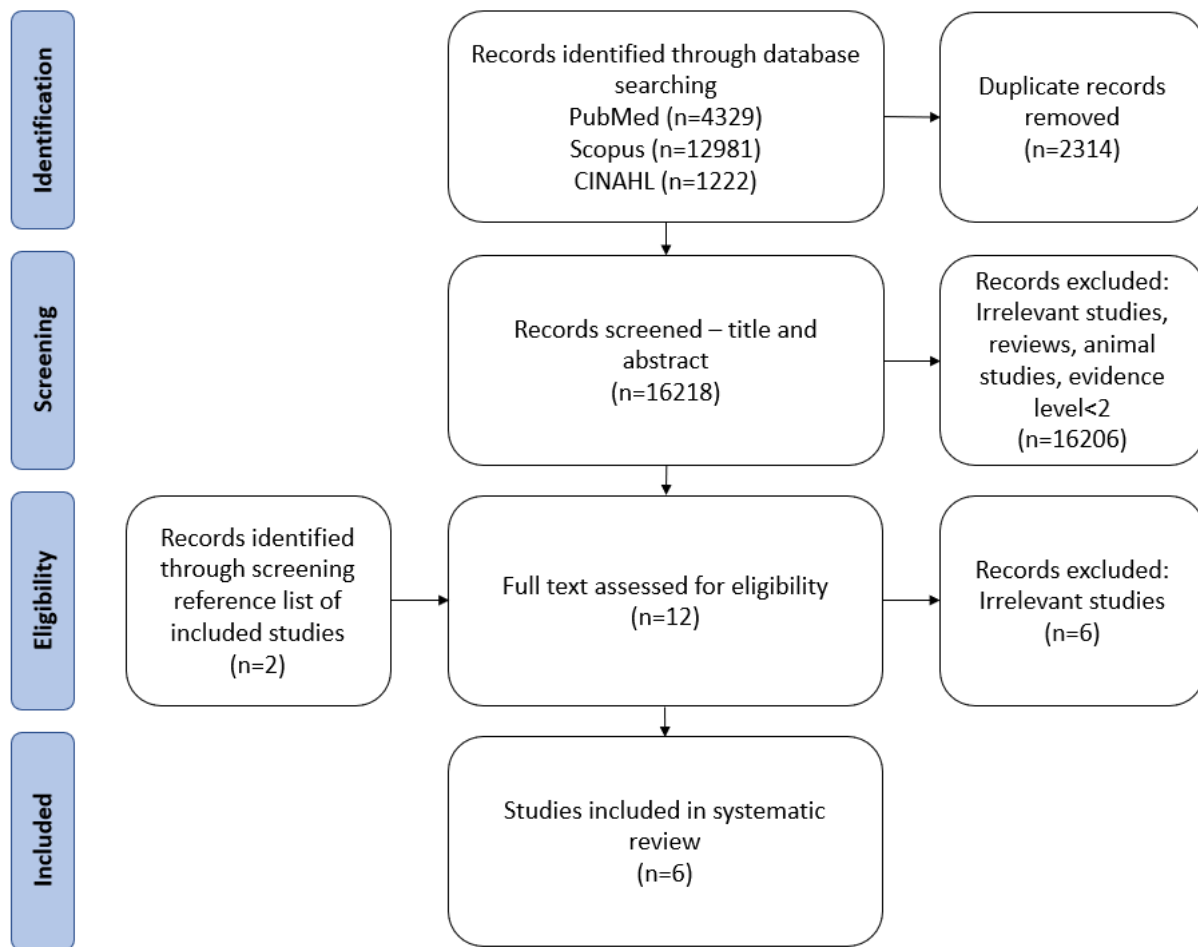 Identification
Records identified through database
searching
PubMed (n=4329)
Scopus (n=12981)
CINAHL (n=1222)
Duplicate records
removed
(n=2314)
Screening
Records screened – title and
abstract
(n=16218)
Records excluded:
Irrelevant studies,
reviews, animal
studies, evidence
level<2
(n=16206)
Eligibility
Records identified
through screening
reference list of
included studies
(n=2)
Full text assessed for eligibility
(n=12)
Records excluded:
Irrelevant studies
(n=6)
Included
Studies included in systematic
review
(n=6)